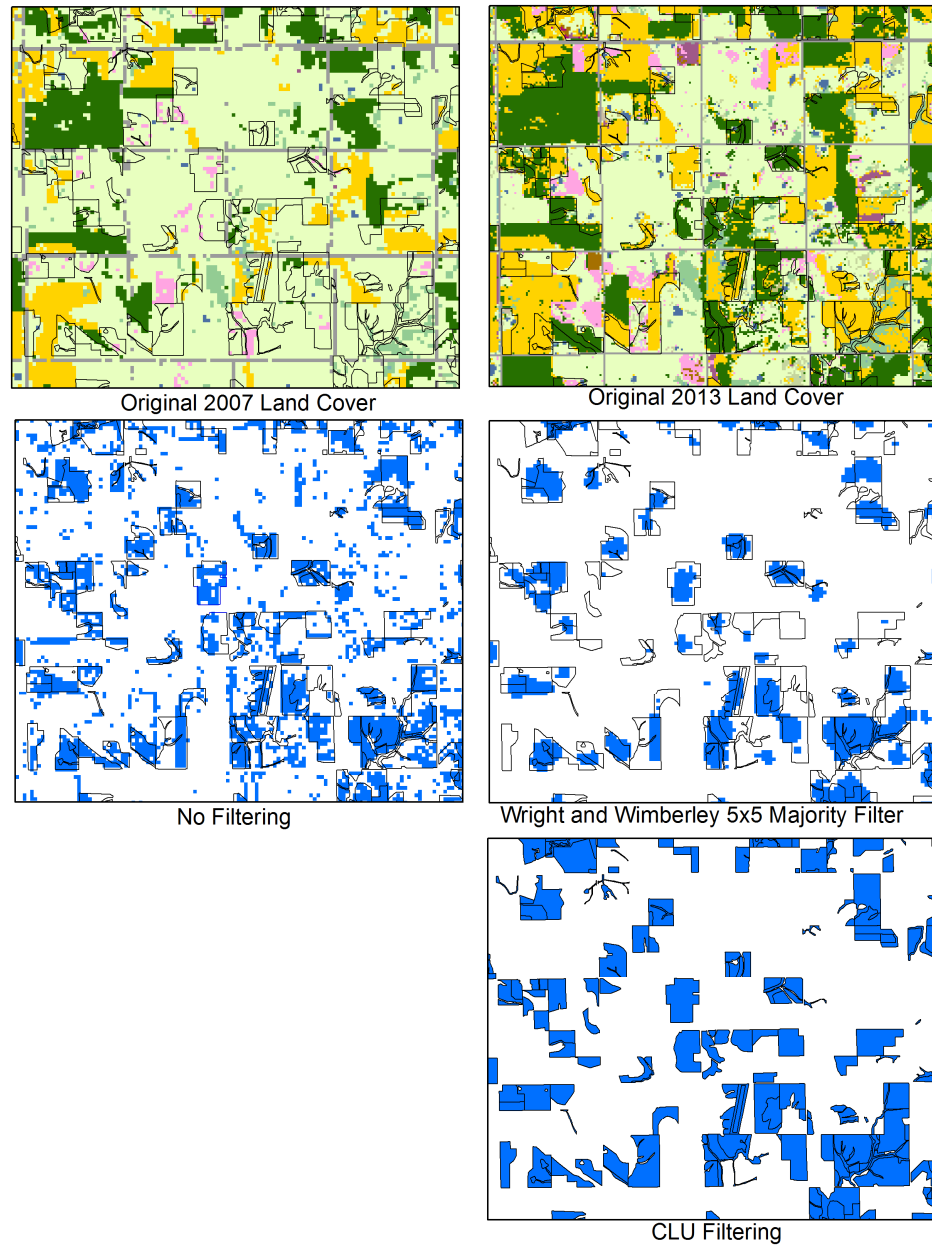 Original 2007 Land Cover
Original 2013 Land Cover
No Filtering
Wright and Wimberley 5x5 Majority Filter
CLU Filtering